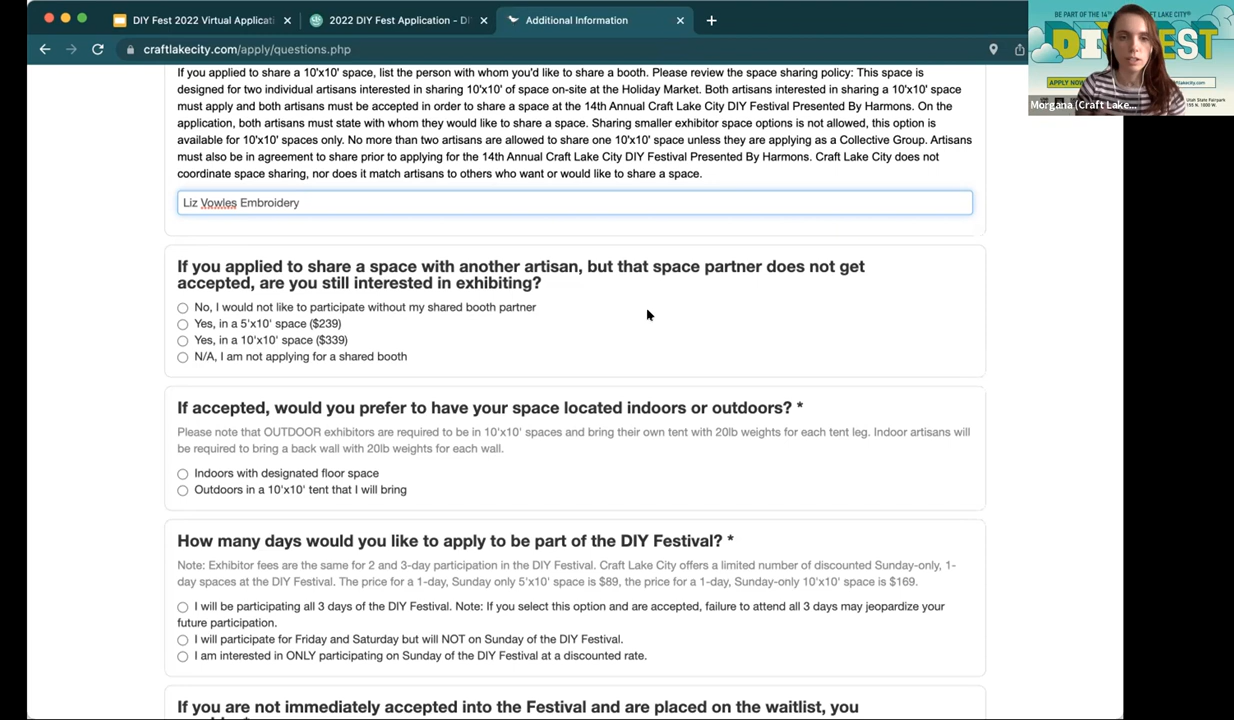 DIY Fest 2022 Virtual Applicati
2022 DIY Fest Application - D
Additional Information
craftlakecity.com/apply/questions.php
BE PART OF THE 14TH
CRAFT LAKE CITY®
DIY FEST
APPLY NOW
Utah State Fairpark
155 N. 1000 W.
Morgana (Craft Lake...
If you applied to share a 10'x10' space, list the person with whom you'd like to share a booth. Please review the space sharing policy: This space is
designed for two individual artisans interested in sharing 10'x10' of space on-site at the Holiday Market. Both artisans interested in sharing a 10'x10' space
must apply and both artisans must be accepted in order to share a space at the 14th Annual Craft Lake City DIY Festival Presented By Harmons. On the
application, both artisans must state with whom they would like to share a space. Sharing smaller exhibitor space options is not allowed, this option is
available for 10'x10' spaces only. No more than two artisans are allowed to share one 10'x10' space unless they are applying as a Collective Group. Artisans
must also be in agreement to share prior to applying for the 14th Annual Craft Lake City DIY Festival Presented By Harmons. Craft Lake City does not
coordinate space sharing, nor does it match artisans to others who want or would like to share a space.
Liz Vowles Embroidery
If you applied to share a space with another artisan, but that space partner does not get
accepted, are you still interested in exhibiting?
No, I would not like to participate without my shared booth partner
Yes, in a 5'x10' space ($239)
Yes, in a 10'x10' space ($339)
N/A, I am not applying for a shared booth
If accepted, would you prefer to have your space located indoors or outdoors? *
Please note that OUTDOOR exhibitors are required to be in 10'x10' spaces and bring their own tent with 20lb weights for each tent leg. Indoor artisans will
be required to bring a back wall with 20lb weights for each wall.
Indoors with designated floor space
Outdoors in a 10'x10' tent that I will bring
How many days would you like to apply to be part of the DIY Festival? *
Note: Exhibitor fees are the same for 2 and 3-day participation in the DIY Festival. Craft Lake City offers a limited number of discounted Sunday-only, 1-
day spaces at the DIY Festival. The price for a 1-day, Sunday only 5'x10' space is $89, the price for a 1-day, Sunday-only 10'x10' space is $169.
I will be participating all 3 days of the DIY Festival. Note: If you select this option and are accepted, failure to attend all 3 days may jeopardize your
future participation.
I will participate for Friday and Saturday but will NOT on Sunday of the DIY Festival.
I am interested in ONLY participating on Sunday of the DIY Festival at a discounted rate.
If you are not immediately accepted into the Festival and are placed on the waitlist, you